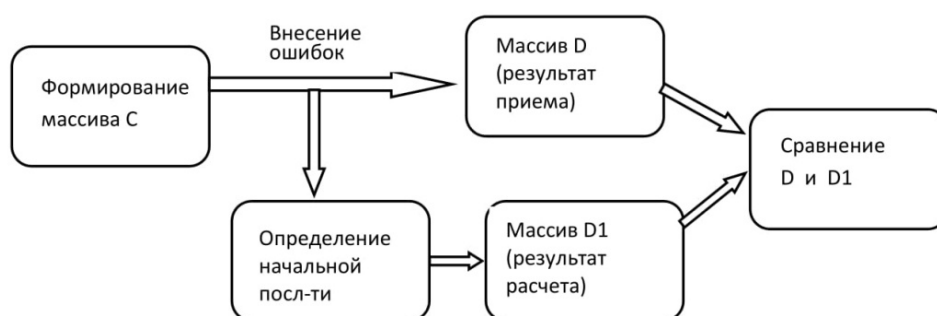 Формирование
массива С
Внесение
ошибок
Массив D
(результат
приема)
Сравнение
D и D1
Определение
начальной
посл-ти
Массив D1
(результат
расчета)